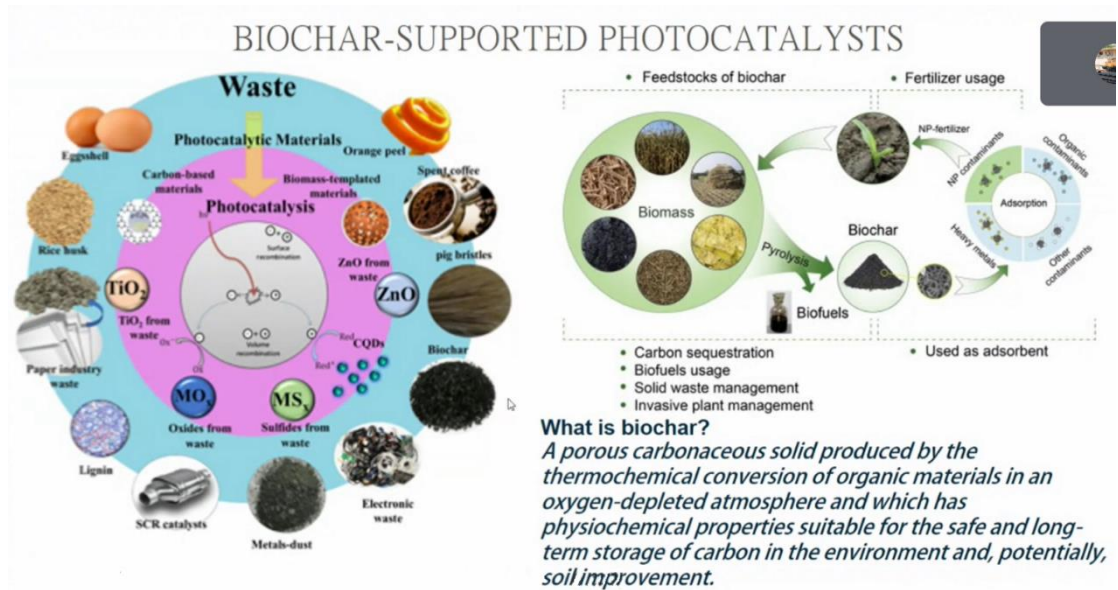 BIOCHAR-SUPPORTED PHOTOCATALYSTS
Waste
Photocatalytic Materials
Eggsshell
Orange peel
Carbon-based
materials
Biomass-templated
materials
Spent coffee
Photocatalysis
hν
Surface
recombination
Rice husk
pig bristles
ZnO from
waste
TiO2
ZnO
TiO2 from
waste
Ox
Volume
recombination
Red
CQDs
Ox
Red+
Paper industry
waste
Biochar
MOx
MSx
Oxides from
waste
Sulfides from
waste
Lignin
Electronic
waste
SCR catalysts
Metals-dust
• Feedstocks of biochar
• Fertilizer usage
NP-fertilizer
Biomass
Pyrolysis
Biochar
Biofuels
NP contaminants
Organic
contaminants
Adsorption
Heavy metals
Other
contaminants
• Carbon sequestration
• Biofuels usage
• Solid waste management
• Invasive plant management
• Used as adsorbent
What is biochar?
A porous carbonaceous solid produced by the
thermochemical conversion of organic materials in an
oxygen-depleted atmosphere and which has
physiochemical properties suitable for the safe and long-
term storage of carbon in the environment and, potentially,
soil improvement.